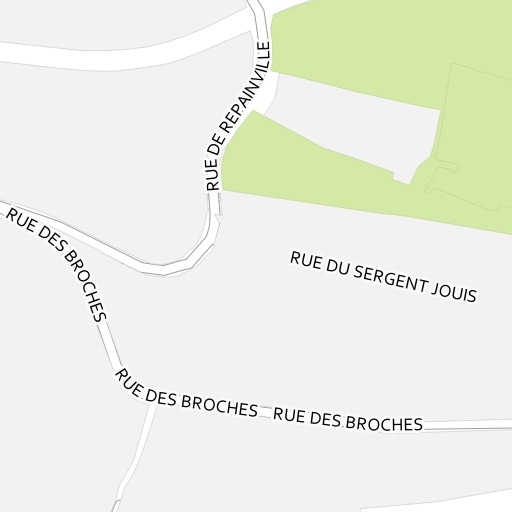 RUE DE REPAINVILLE
RUE DES BROCHES
RUE DU SERGENT JOUIS
RUE DES BROCHES
RUE DES BROCHES